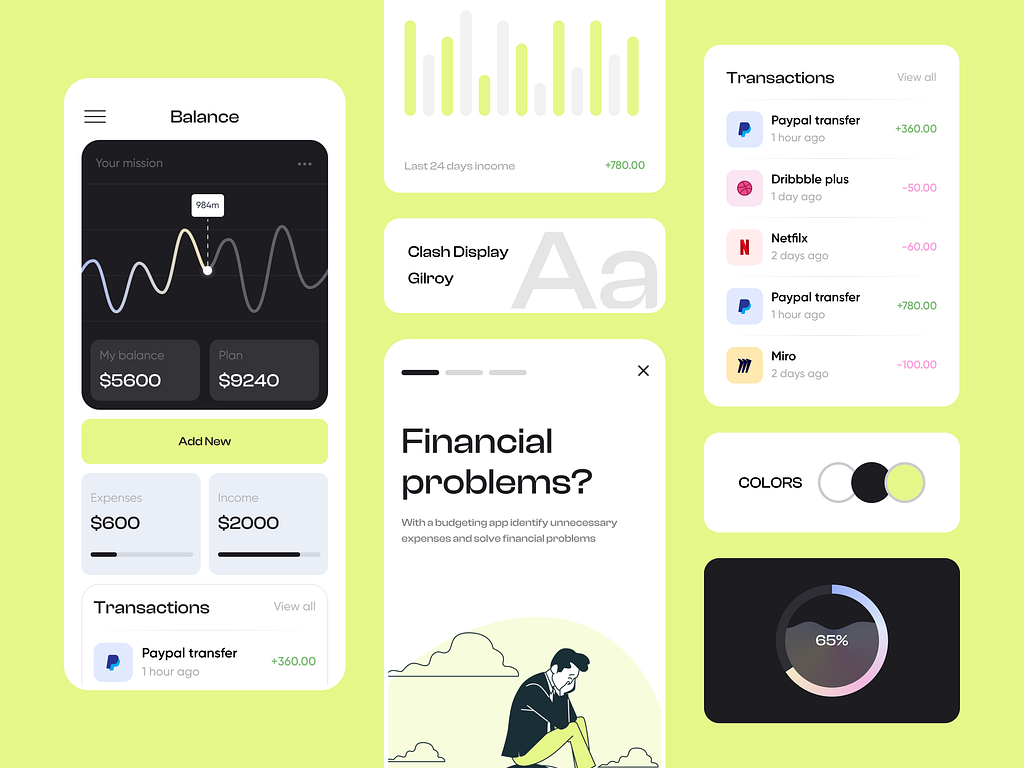 Balance
Your mission
984m
My balance
$5600
Plan
$9240
Add New
Expenses
$600
Income
$2000
Transactions
View all
Paypal transfer
1 hour ago
+360.00
Last 24 days income
+780.00
Clash Display
Gilroy
Aa
Financial
problems?
With a budgeting app identify unnecessary
expenses and solve financial problems
Transactions
View all
Paypal transfer
1 hour ago
+360.00
Dribbble plus
1 day ago
-50.00
N
Netfilx
2 days ago
-60.00
Paypal transfer
1 hour ago
+780.00
Miro
2 days ago
-100.00
COLORS
65%